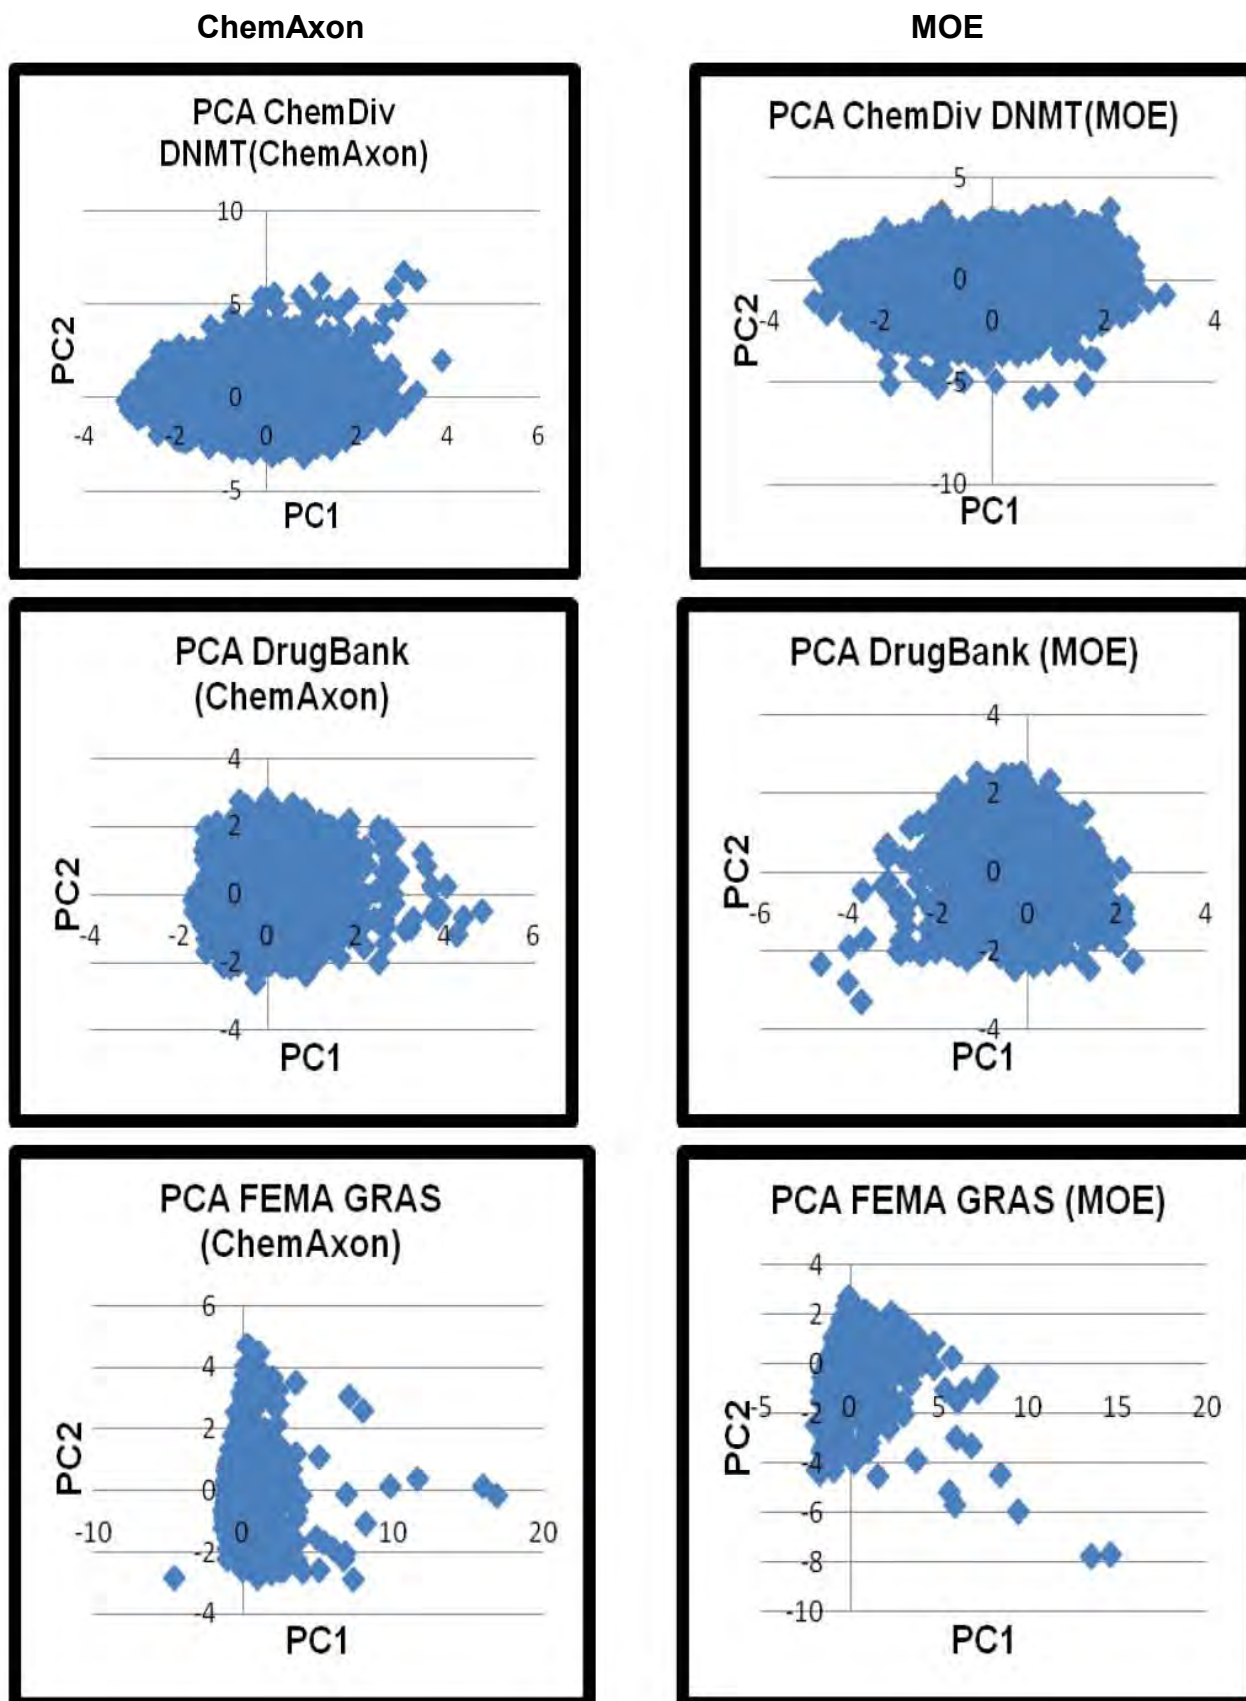 ChemAxon
MOE
PCA ChemDiv
DNMT(ChemAxon)
10
5
0
-5
-4
-2
0
2
4
6
PC2
PC1
PCA ChemDiv DNMT(MOE)
5
0
-5
-10
-4
-2
0
2
4
PC2
PC1
PCA DrugBank
(ChemAxon)
4
2
0
-2
-4
-4
-2
0
2
4
6
PC2
PC1
PCA DrugBank (MOE)
4
2
0
-2
-4
-6
-4
-2
0
2
4
PC2
PC1
PCA FEMA GRAS
(ChemAxon)
6
4
2
0
-2
-4
-10
0
10
20
PC2
PC1
PCA FEMA GRAS (MOE)
4
2
0
-2
-4
-6
-8
-10
-5
0
5
10
15
20
PC2
PC1